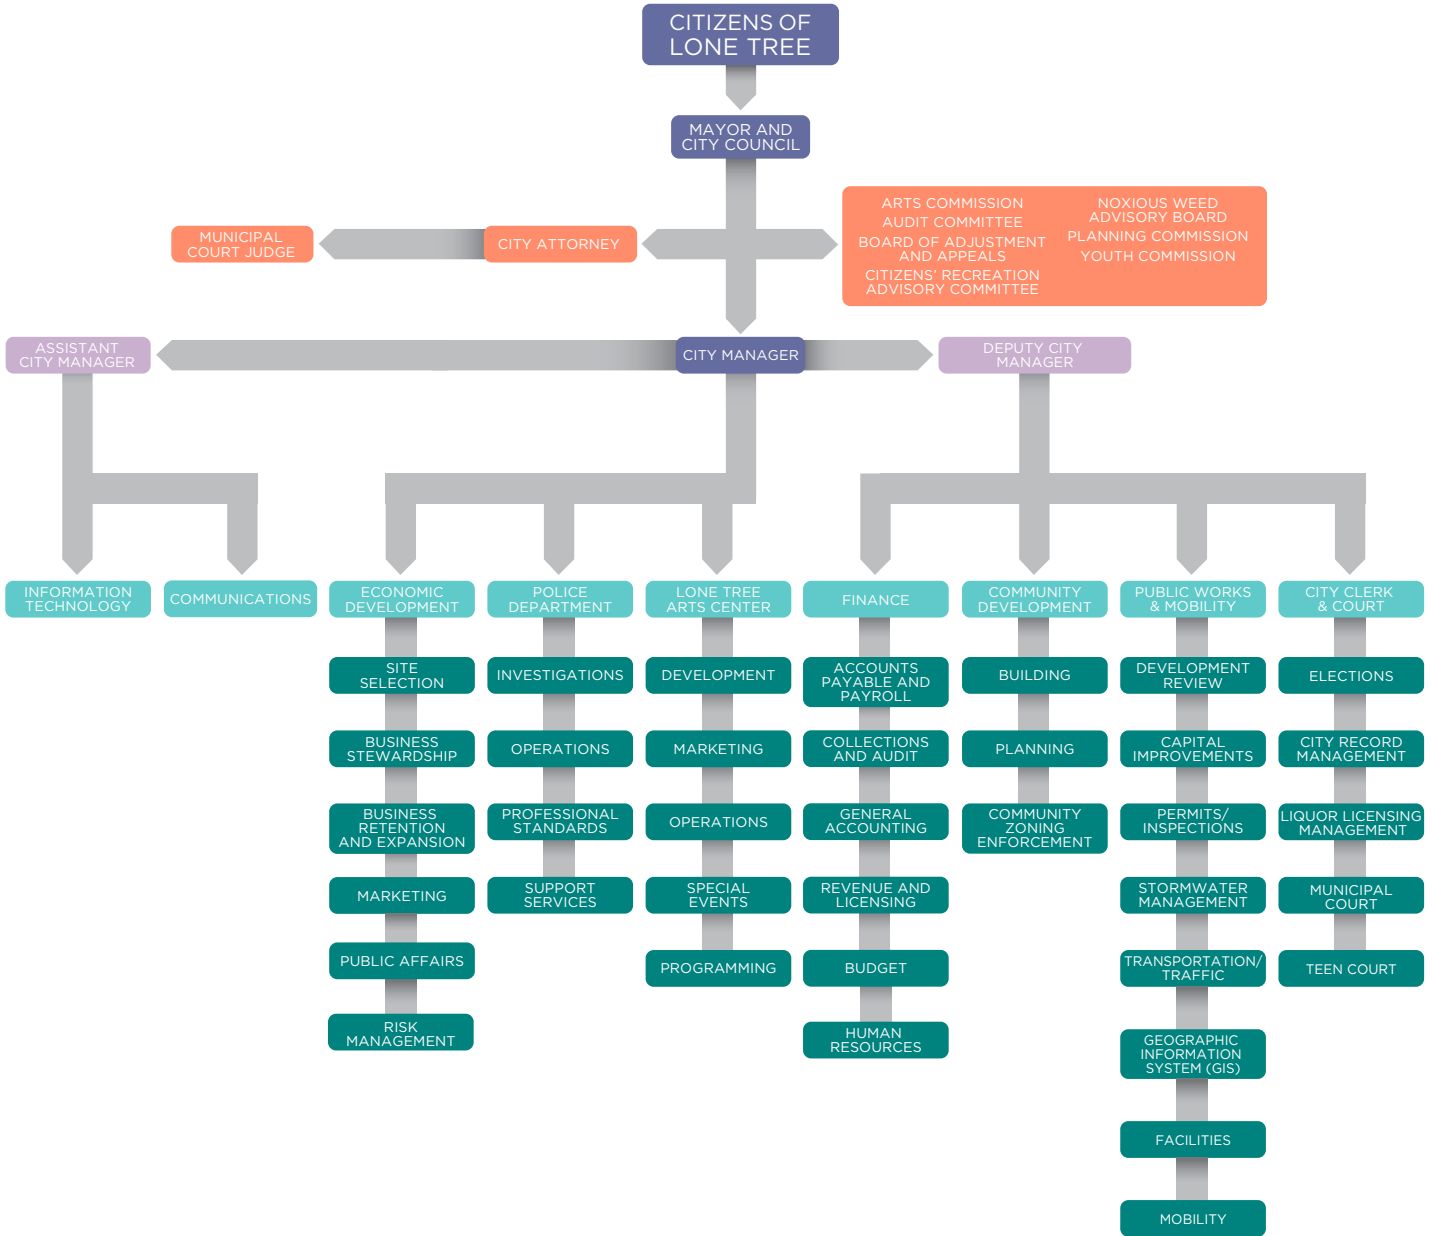 CITIZENS OF
LONE TREE
MAYOR AND
CITY COUNCIL
MUNICIPAL
COURT JUDGE
CITY ATTORNEY
ARTS COMMISSION
AUDIT COMMITTEE
BOARD OF ADJUSTMENT
AND APPEALS
CITIZENS' RECREATION
ADVISORY COMMITTEE
NOXIOUS WEED
ADVISORY BOARD
PLANNING COMMISSION
YOUTH COMMISSION
ASSISTANT
CITY MANAGER
CITY MANAGER
DEPUTY CITY
MANAGER
INFORMATION
TECHNOLOGY
COMMUNICATIONS
ECONOMIC
DEVELOPMENT
POLICE
DEPARTMENT
LONE TREE
ARTS CENTER
FINANCE
COMMUNITY
DEVELOPMENT
PUBLIC WORKS
& MOBILITY
CITY CLERK
& COURT
SITE
SELECTION
BUSINESS
STEWARDSHIP
BUSINESS
RETENTION
AND EXPANSION
MARKETING
PUBLIC AFFAIRS
RISK
MANAGEMENT
INVESTIGATIONS
OPERATIONS
PROFESSIONAL
STANDARDS
SUPPORT
SERVICES
DEVELOPMENT
MARKETING
OPERATIONS
SPECIAL
EVENTS
PROGRAMMING
ACCOUNTS
PAYABLE AND
PAYROLL
COLLECTIONS
AND AUDIT
GENERAL
ACCOUNTING
REVENUE AND
LICENSING
BUDGET
HUMAN
RESOURCES
BUILDING
PLANNING
COMMUNITY
ZONING
ENFORCEMENT
DEVELOPMENT
REVIEW
CAPITAL
IMPROVEMENTS
PERMITS/
INSPECTIONS
STORMWATER
MANAGEMENT
TRANSPORTATION/
TRAFFIC
GEOGRAPHIC
INFORMATION
SYSTEM (GIS)
FACILITIES
MOBILITY
ELECTIONS
CITY RECORD
MANAGEMENT
LIQUOR LICENSING
MANAGEMENT
MUNICIPAL
COURT
TEEN COURT